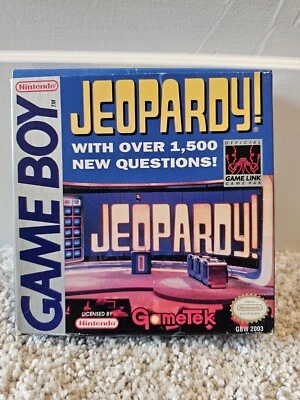 Nintendo
GAME BOY
TM
JEOPARDY!
®
WITH OVER 1,500
NEW QUESTIONS!
OFFICIAL
GAME LINK
GAME PAK
JEOPARDY!
0
LICENSED BY
Nintendo
GameTek
GBW 2003